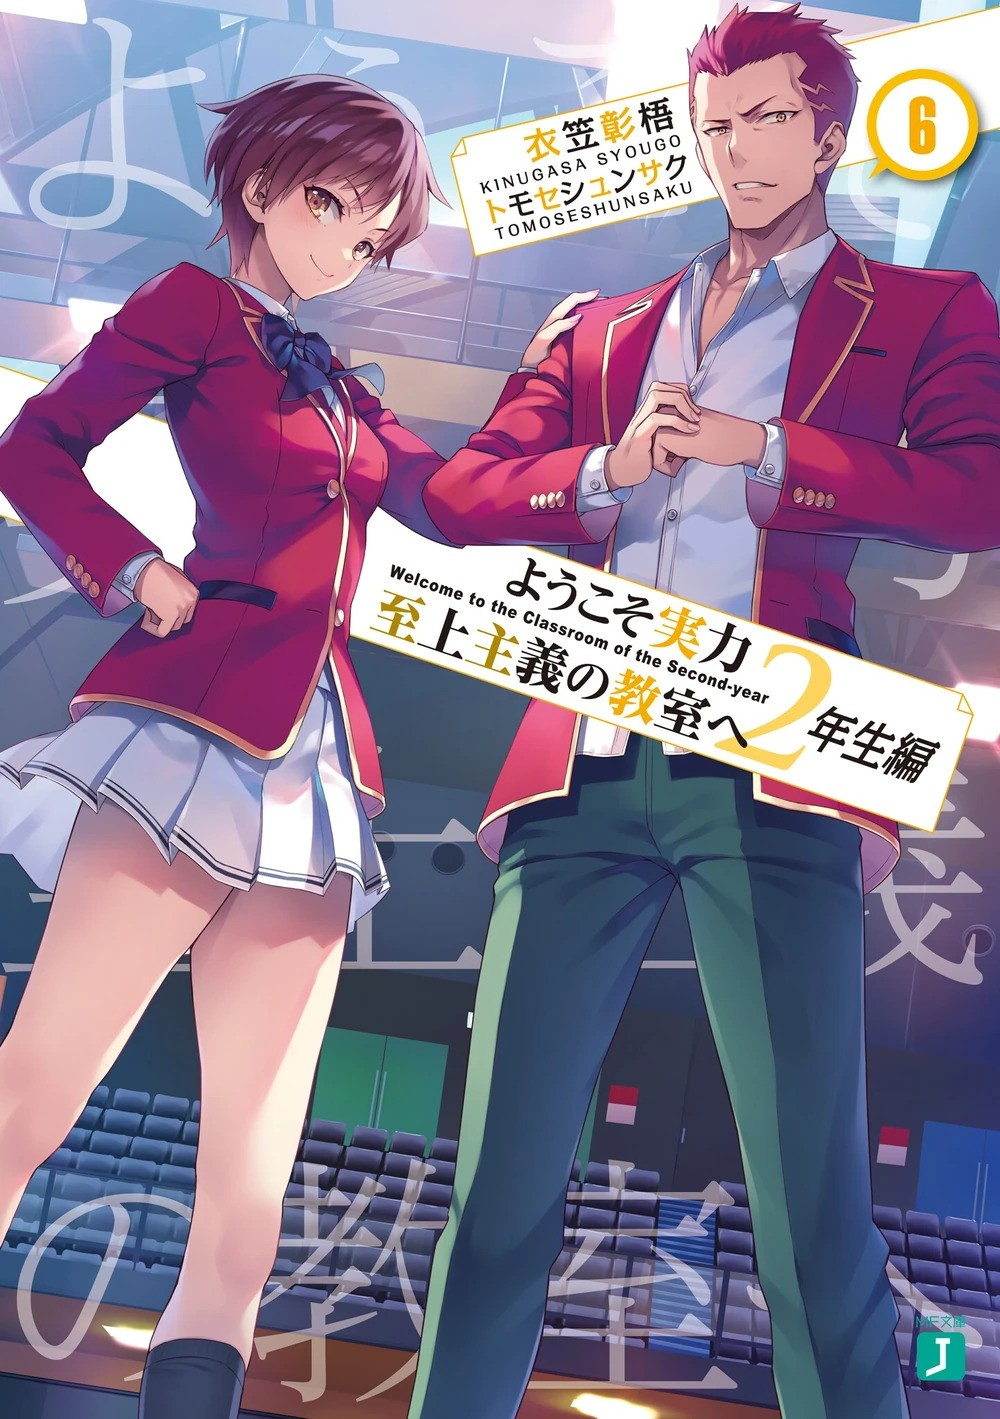 衣笠彰梧
KINUGASA SYOUGO
トモセシュンサク
TOMOSESHUNSAKU
6
ようこそ実力
Welcome to the Classroom of the Second-year
至上主義の教室へ
2年生編
MF文庫
J